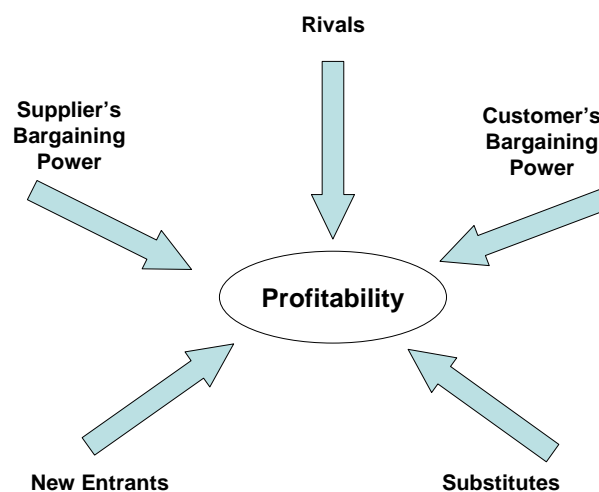 Rivals
Supplier’s
Bargaining
Power
Customer’s
Bargaining
Power
Profitability
New Entrants
Substitutes